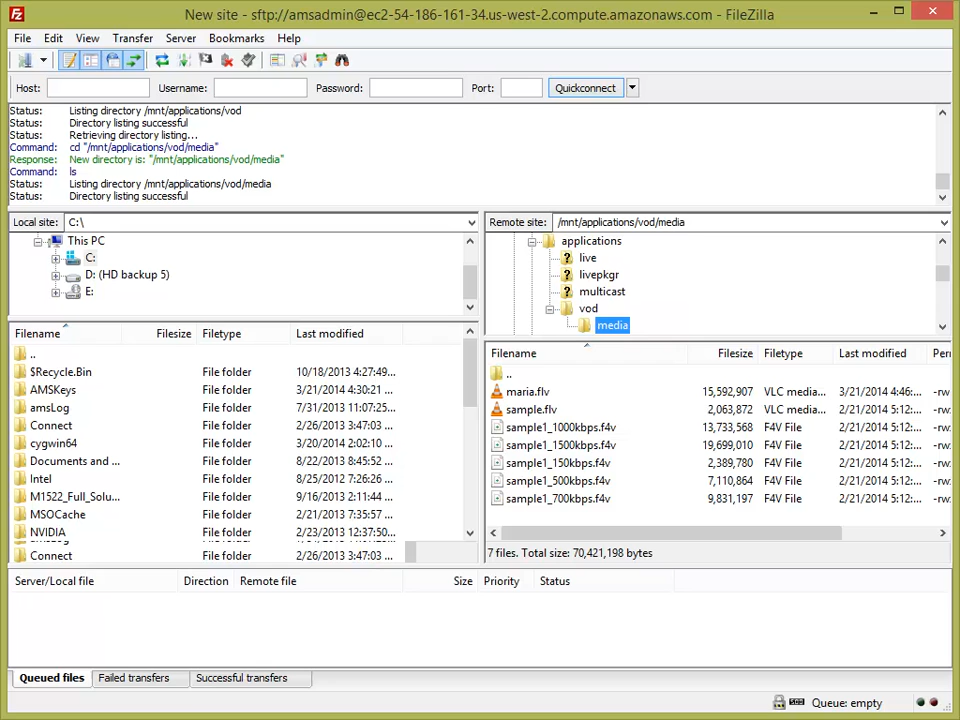 New site - sftp://amsadmin@ec2-54-186-161-34.us-west-2.compute.amazonaws.com - FileZilla
File Edit View Transfer Server Bookmarks Help
Host: Username: Password: Port: Quickconnect
Status: Listing directory /mnt/applications/vod
Status: Directory listing successful
Status: Retrieving directory listing...
Command: cd "/mnt/applications/vod/media"
Response: New directory is: "/mnt/applications/vod/media"
Command: ls
Status: Listing directory /mnt/applications/vod/media
Status: Directory listing successful
Local site: C:\
This PC
C:
D: (HD backup 5)
E:
Filename Filesize Filetype Last modified
..
$Recycle.Bin File folder 10/18/2013 4:27:49...
AMSKeys File folder 3/21/2014 4:30:21 ...
amsLog File folder 7/31/2013 11:07:25...
Connect File folder 2/26/2013 3:47:03 ...
cygwin64 File folder 3/20/2014 2:02:10 ...
Documents and ... File folder 8/22/2013 8:45:52 ...
Intel File folder 8/25/2012 7:26:26 ...
M1522_Full_Solu... File folder 9/16/2013 2:11:44 ...
MSOCache File folder 2/21/2013 7:35:57 ...
NVIDIA File folder 2/23/2013 12:37:50...
Connect File folder 2/26/2013 3:47:03 ...
Remote site: /mnt/applications/vod/media
applications
live
livepkgr
multicast
vod
media
Filename Filesize Filetype Last modified Peri
..
maria.flv 15,592,907 VLC media... 3/21/2014 4:46:... -rw
sample.flv 2,063,872 VLC media... 2/21/2014 5:12:... -rw
sample1_1000kbps.f4v 13,733,568 F4V File 2/21/2014 5:12:... -rw
sample1_1500kbps.f4v 19,699,010 F4V File 2/21/2014 5:12:... -rw
sample1_150kbps.f4v 2,389,780 F4V File 2/21/2014 5:12:... -rw
sample1_500kbps.f4v 7,110,864 F4V File 2/21/2014 5:12:... -rw
sample1_700kbps.f4v 9,831,197 F4V File 2/21/2014 5:12:... -rw
7 files. Total size: 70,421,198 bytes
Server/Local file Direction Remote file Size Priority Status
Queued files Failed transfers Successful transfers
Queue: empty